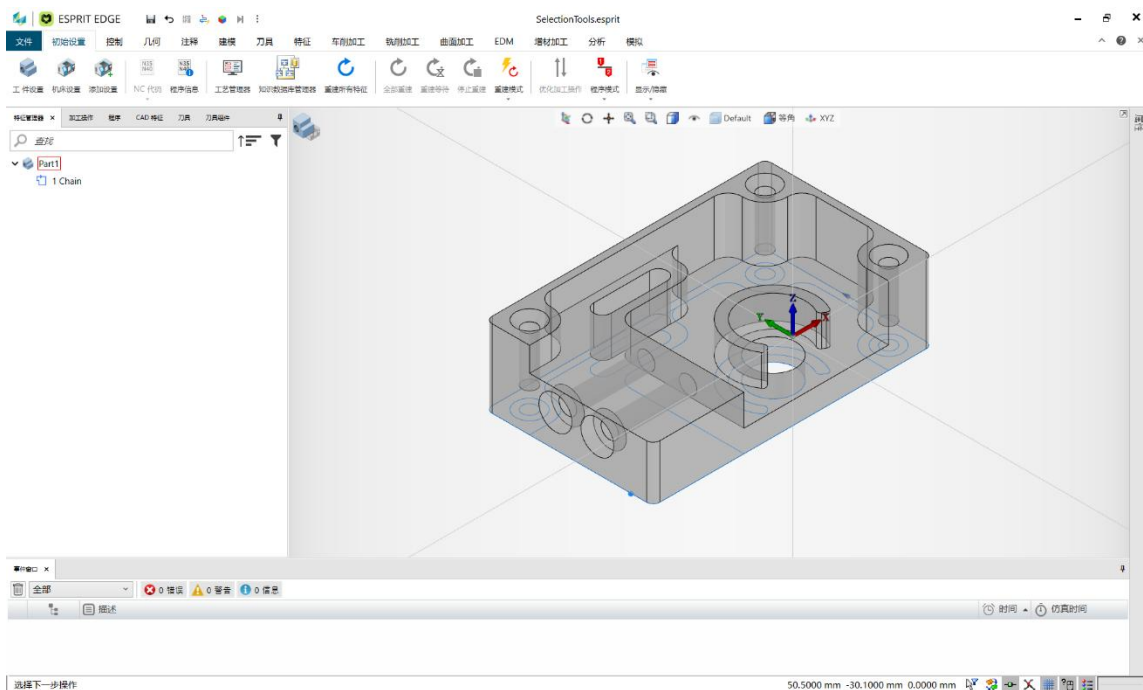 ESPRIT EDGE
SelectionTools.esprit
文件 初始设置 控制 几何 注释 建模 刀具 特征 车削加工 铣削加工 曲面加工 EDM 增材加工 分析 模拟
工件设置 机床设置 添加设置 NC 代码 程序信息 工艺管理器 知识数据库管理器 重建所有特征 全部重建 重建等待 停止重建 重建模式 优化加工操作 程序模式 显示/隐藏
特征管理器 加工操作 程序 CAD 特征 刀具 刀具组件
Default 等角 XYZ
查找
Part1
1 Chain
Z
Y
X
事件窗口
全部 0 错误 0 警告 0 信息
描述 时间 仿真时间
选择下一步操作
50.5000 mm -30.1000 mm 0.0000 mm